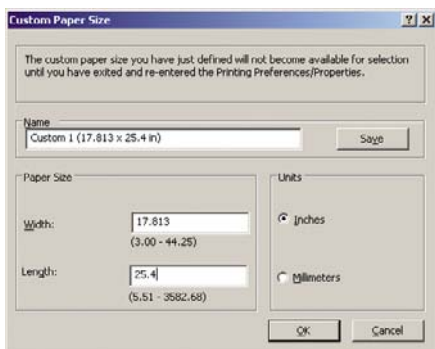 Custom Paper Size
The custom paper size you have just defined will not become available for selection
until you have exited and re-entered the Printing Preferences/Properties.
Name
Custom 1 (17.813 x 25.4 in)
Save
Paper Size
Width:
17.813
(3.00 - 44.25)
Length:
25.4
(5.51 - 3582.68)
Units
Inches
Milimeters
OK
Cancel